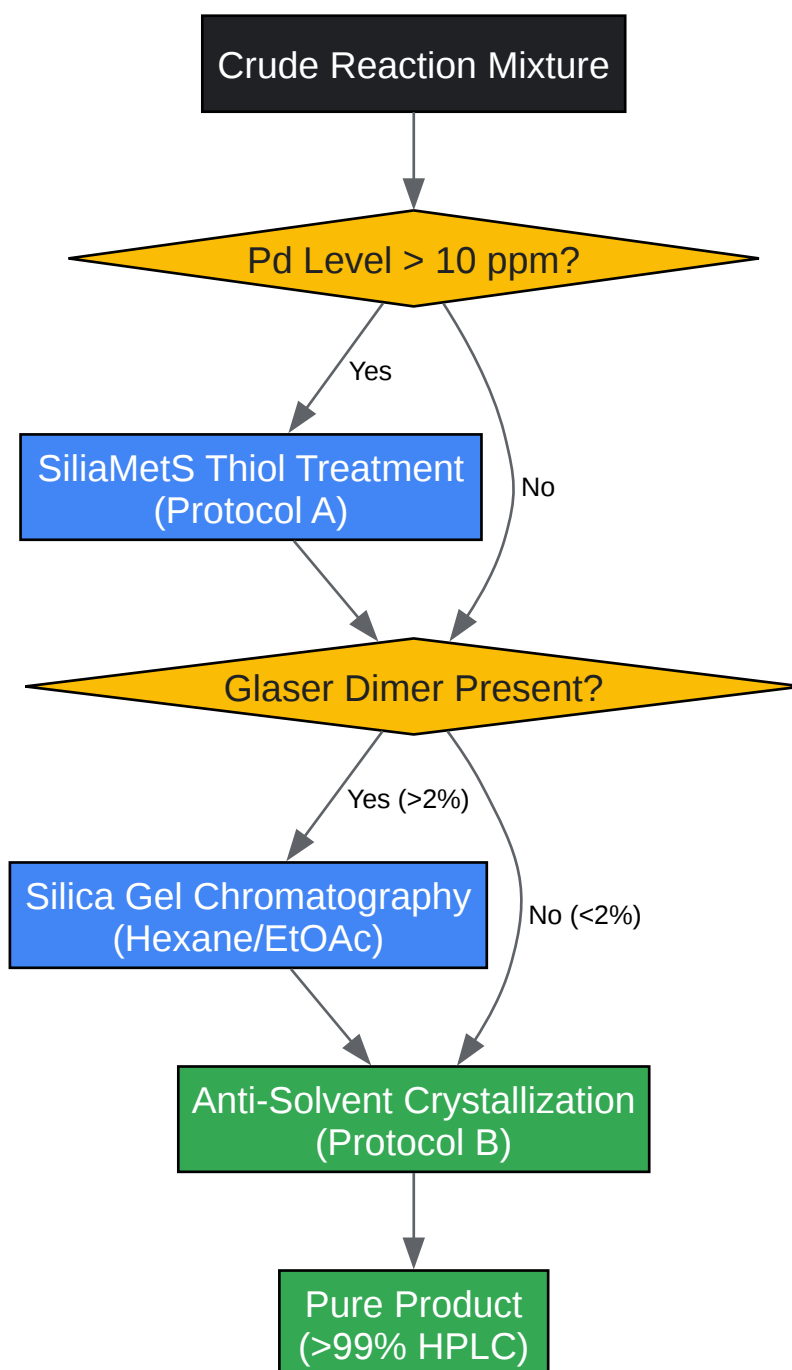 Crude Reaction Mixture
Pd Level > 10 ppm?
Yes
SiliaMetS Thiol Treatment
(Protocol A)
No
Glaser Dimer Present?
Yes (>2%)
Silica Gel Chromatography
(Hexane/EtOAc)
No (<2%)
Anti-Solvent Crystallization
(Protocol B)
Pure Product
(>99% HPLC)